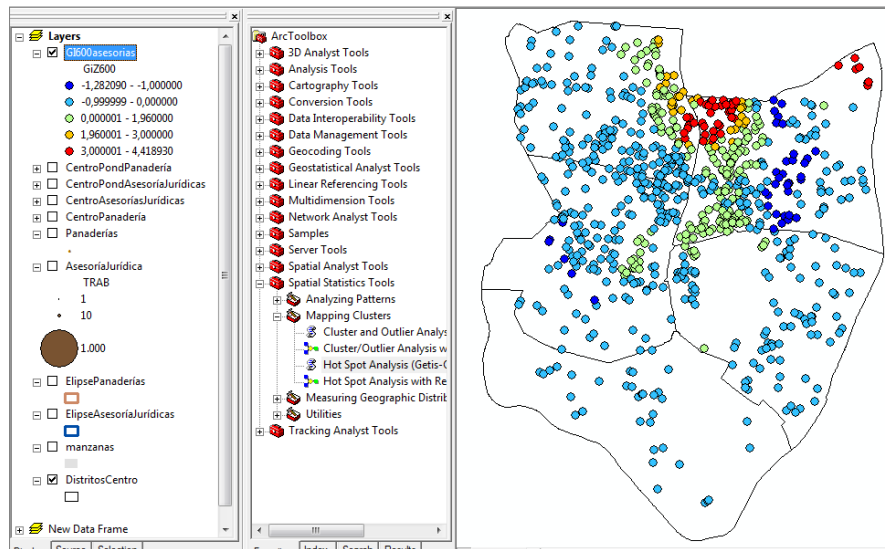 Layers
GI600asesorias
GiZ600
-1,282090 - -1,000000
-0,999999 - 0,000000
0,000001 - 1,960000
1,960001 - 3,000000
3,000001 - 4,418930
CentroPondPanadería
CentroPondAsesoríaJurídicas
CentroAsesoríasJurídicas
CentroPanadería
Panaderías
AsesoríaJurídica
TRAB
1
10
1.000
ElipsePanaderías
ElipseAsesoríaJurídicas
manzanas
DistritosCentro
New Data Frame
Source
Selection
ArcToolbox
3D Analyst Tools
Analysis Tools
Cartography Tools
Conversion Tools
Data Interoperability Tools
Data Management Tools
Geocoding Tools
Geostatistical Analyst Tools
Linear Referencing Tools
Multidimension Tools
Network Analyst Tools
Samples
Server Tools
Spatial Analyst Tools
Spatial Statistics Tools
Analyzing Patterns
Mapping Clusters
Cluster and Outlier Analys
Cluster/Outlier Analysis w
Hot Spot Analysis (Getis-O
Hot Spot Analysis with Re
Measuring Geographic Distrib
Utilities
Tracking Analyst Tools
Index
Search
Results